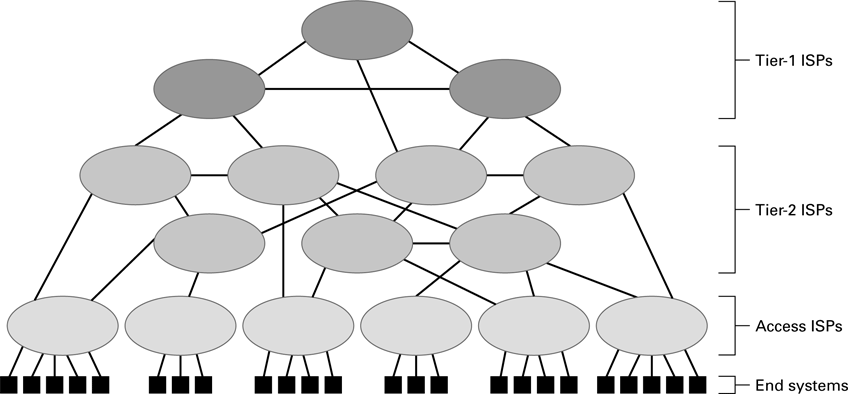 Tier-1 ISPs
Tier-2 ISPs
Access ISPs
End systems